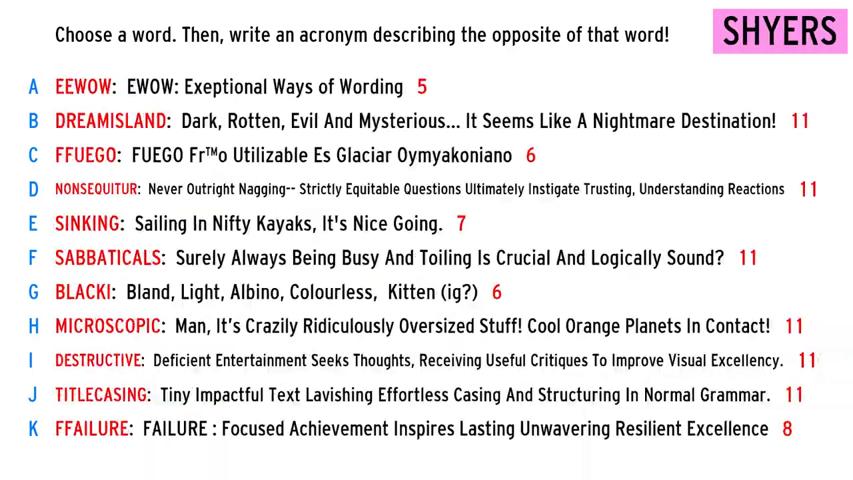 Choose a word. Then, write an acronym describing the opposite of that word!
SHYERS
A EEWOW: EWOW: Exeptional Ways of Wording 5
B DREAMISLAND: Dark, Rotten, Evil And Mysterious... It Seems Like A Nightmare Destination! 11
C FFUEGO: FUEGO Fr™o Utilizable Es Glaciar Oymyakoniano 6
D NONSEQUITUR: Never Outright Nagging-- Strictly Equitable Questions Ultimately Instigate Trusting, Understanding Reactions 11
E SINKING: Sailing In Nifty Kayaks, It's Nice Going. 7
F SABBATICALS: Surely Always Being Busy And Toiling Is Crucial And Logically Sound? 11
G BLACKI: Bland, Light, Albino, Colourless, Kitten (ig?) 6
H MICROSCOPIC: Man, It's Crazily Ridiculously Oversized Stuff! Cool Orange Planets In Contact! 11
I DESTRUCTIVE: Deficient Entertainment Seeks Thoughts, Receiving Useful Critiques To Improve Visual Excellency. 11
J TITLECASING: Tiny Impactful Text Lavishing Effortless Casing And Structuring In Normal Grammar. 11
K FFAILURE: FAILURE : Focused Achievement Inspires Lasting Unwavering Resilient Excellence 8